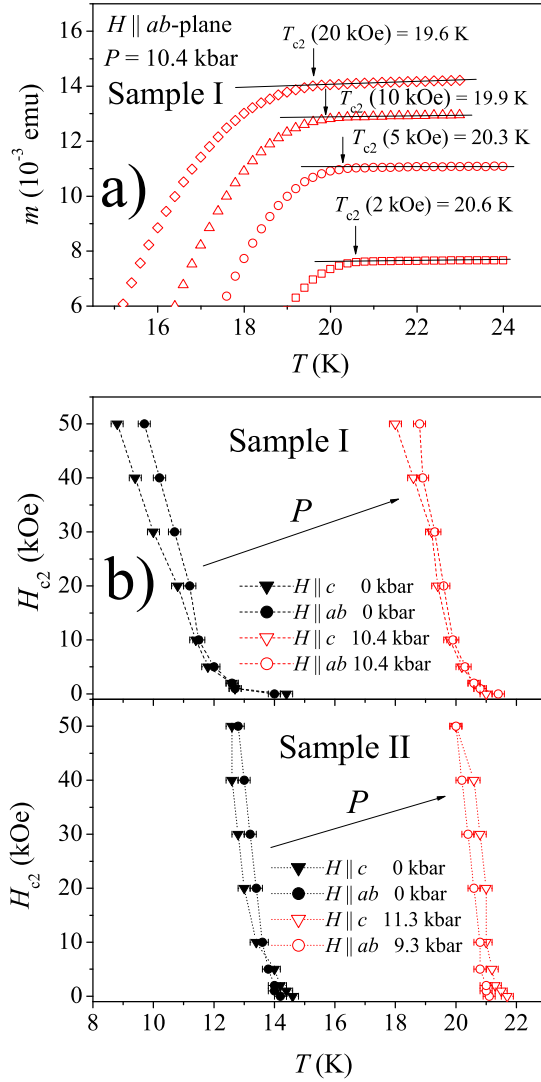 H || ab-plane
P = 10.4 kbar
Sample I
a)
T_c2 (20 kOe) = 19.6 K
T_c2 (10 kOe) = 19.9 K
T_c2 (5 kOe) = 20.3 K
T_c2 (2 kOe) = 20.6 K
m (10^-3 emu)
16
14
12
10
8
6
16 18 20 22 24
T (K)
Sample I
b)
P
H || c 0 kbar
H || ab 0 kbar
H || c 10.4 kbar
H || ab 10.4 kbar
H_c2 (kOe)
50
40
30
20
10
0
Sample II
P
H || c 0 kbar
H || ab 0 kbar
H || c 11.3 kbar
H || ab 9.3 kbar
H_c2 (kOe)
50
40
30
20
10
0
8 10 12 14 16 18 20 22
T (K)